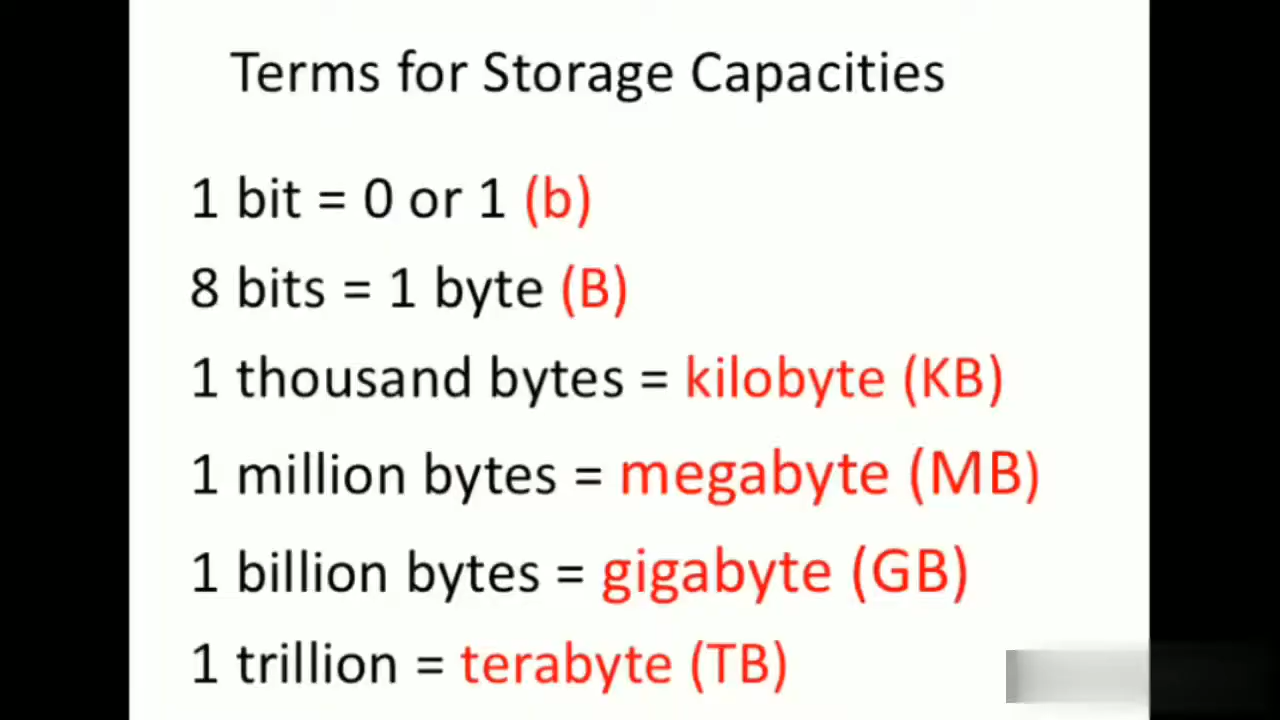 Terms for Storage Capacities
1 bit = 0 or 1 (b)
8 bits = 1 byte (B)
1 thousand bytes = kilobyte (KB)
1 million bytes = megabyte (MB)
1 billion bytes = gigabyte (GB)
1 trillion = terabyte (TB)